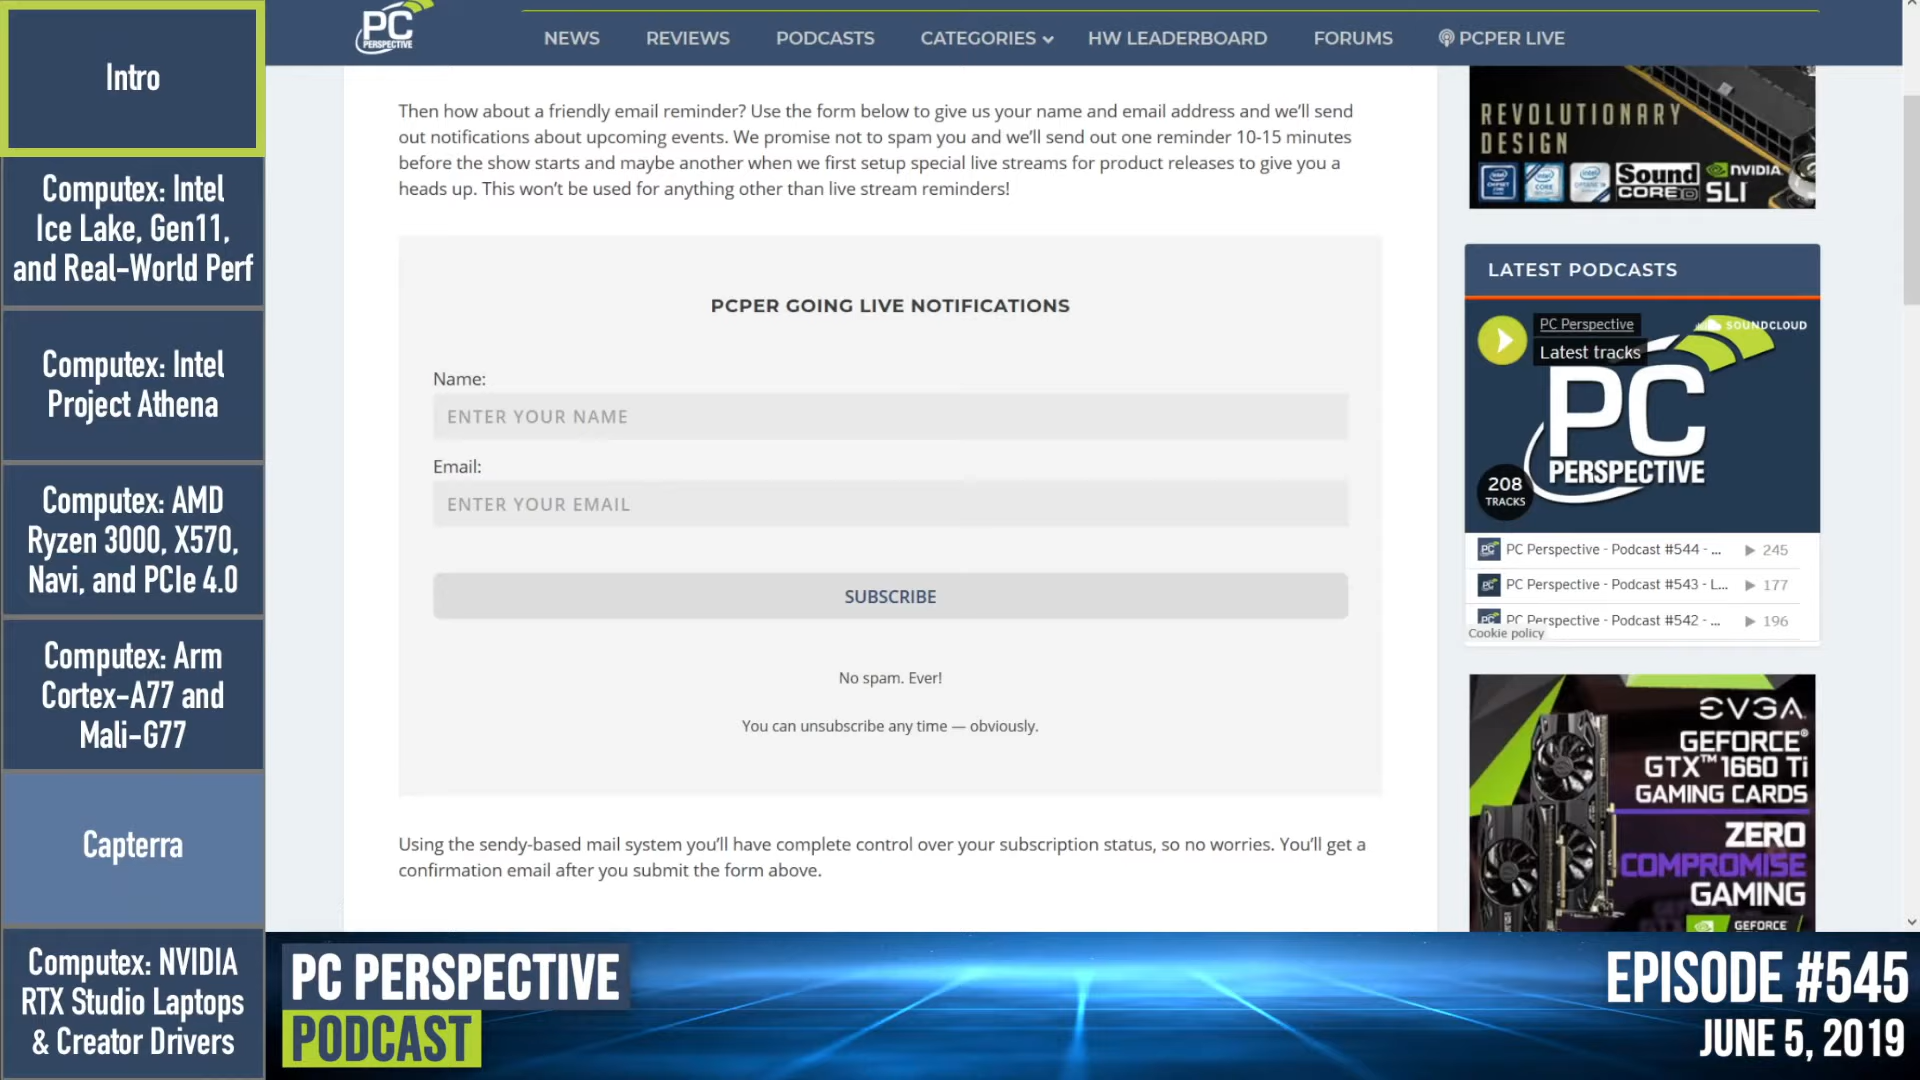 Intro
Computex: Intel
Ice Lake, Gen11,
and Real-World Perf
Computex: Intel
Project Athena
Computex: AMD
Ryzen 3000, X570,
Navi, and PCIe 4.0
Computex: Arm
Cortex-A77 and
Mali-G77
Capterra
Computex: NVIDIA
RTX Studio Laptops
& Creator Drivers
PC
PERSPECTIVE
NEWS
REVIEWS
PODCASTS
CATEGORIES
HW LEADERBOARD
FORUMS
PCPER LIVE
Then how about a friendly email reminder? Use the form below to give us your name and email address and we’ll send
out notifications about upcoming events. We promise not to spam you and we’ll send out one reminder 10-15 minutes
before the show starts and maybe another when we first setup special live streams for product releases to give you a
heads up. This won’t be used for anything other than live stream reminders!
PCPER GOING LIVE NOTIFICATIONS
Name:
ENTER YOUR NAME
Email:
ENTER YOUR EMAIL
SUBSCRIBE
No spam. Ever!
You can unsubscribe any time — obviously.
Using the sendy-based mail system you’ll have complete control over your subscription status, so no worries. You’ll get a
confirmation email after you submit the form above.
REVOLUTIONARY
DESIGN
Sound
CORE3D
NVIDIA
SLI
LATEST PODCASTS
PC Perspective
SOUNDCLOUD
Latest tracks
PC
PERSPECTIVE
208
TRACKS
PC Perspective - Podcast #544 - ... 245
PC Perspective - Podcast #543 - L... 177
PC Perspective - Podcast #542 - ... 196
Cookie policy
EVGA
GEFORCE®
GTX™ 1660 Ti
GAMING CARDS
ZERO
COMPROMISE
GAMING
GEFORCE
PC PERSPECTIVE
PODCAST
EPISODE #545
JUNE 5, 2019